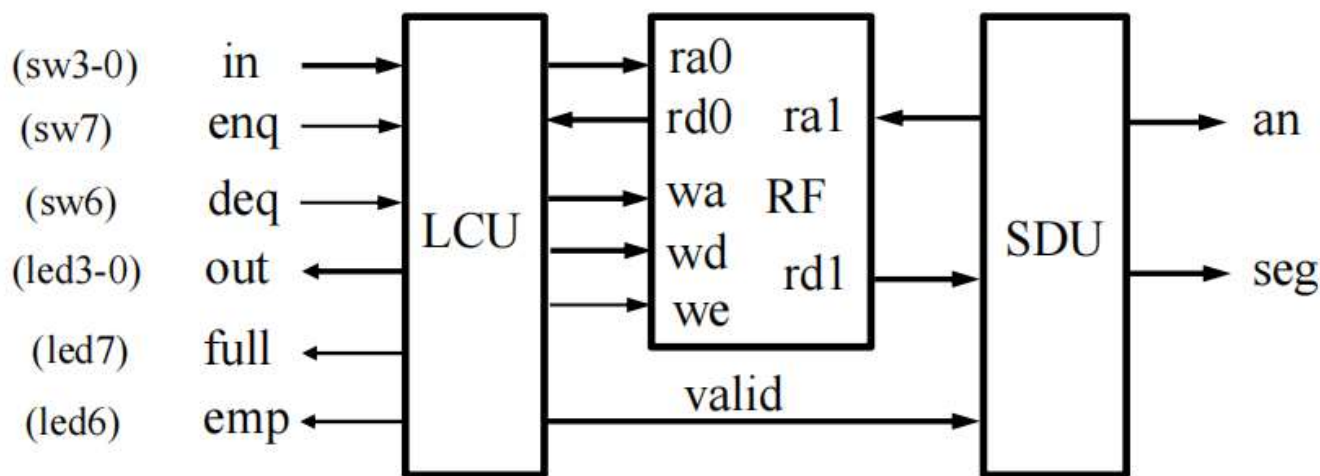 (sw3-0) in
(sw7) enq
(sw6) deq
(led3-0) out
(led7) full
(led6) emp
LCU
ra0
rd0 ra1
wa RF
wd rd1
we
valid
SDU
an
seg